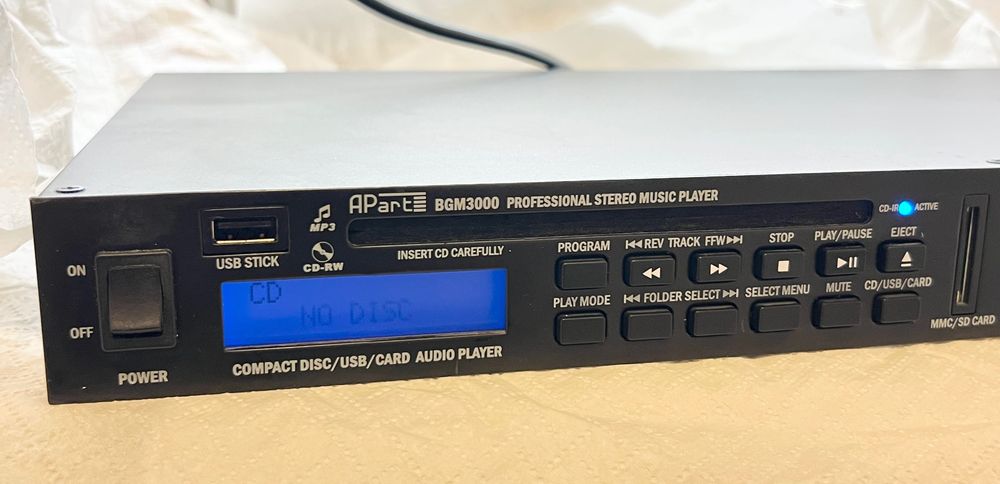 APart BGM3000 PROFESSIONAL STEREO MUSIC PLAYER
MP3
CD-RW
INSERT CD CAREFULLY
CD-IR ACTIVE
ON
OFF
POWER
USB STICK
CD
NO DISC
COMPACT DISC/USB/CARD AUDIO PLAYER
PROGRAM
REV TRACK FFW
STOP
PLAY/PAUSE
EJECT
PLAY MODE
FOLDER SELECT
SELECT MENU
MUTE
CD/USB/CARD
MMC/SD CARD